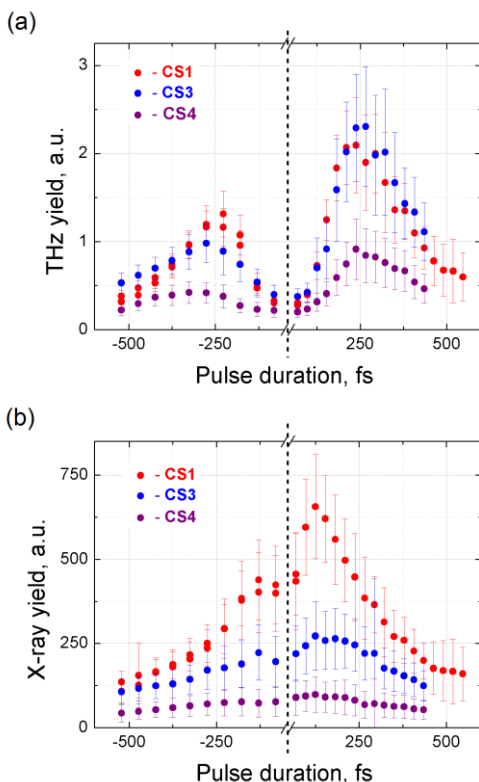 (a)
3
- CS1
- CS3
- CS4
2
1
0
THz yield, a.u.
-500 -250 250 500
Pulse duration, fs
(b)
750
- CS1
- CS3
- CS4
500
250
0
X-ray yield, a.u.
-500 -250 250 500
Pulse duration, fs